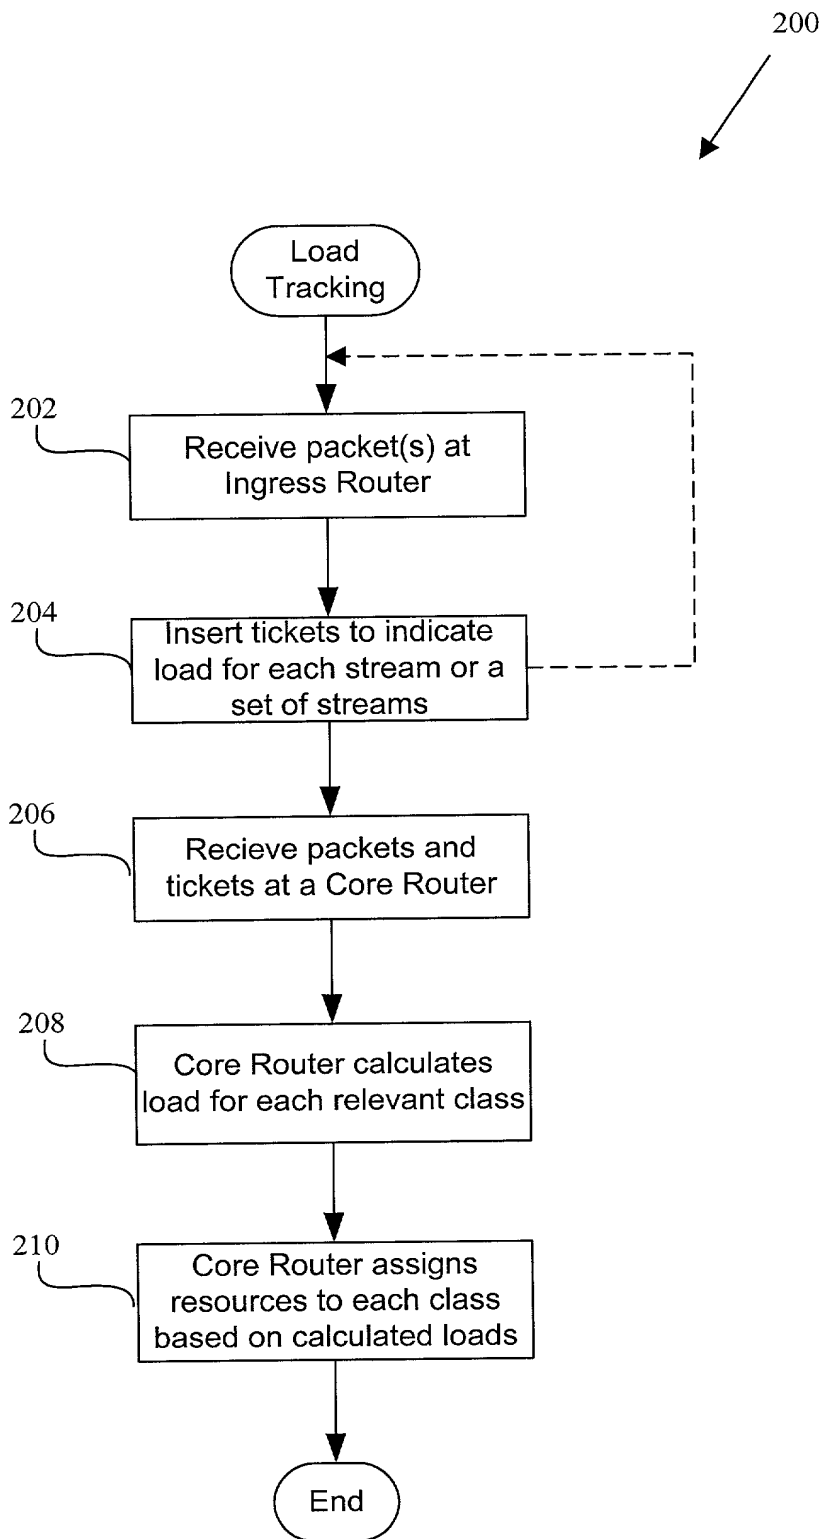 200
Load
Tracking
202
Receive packet(s) at
Ingress Router
204
Insert tickets to indicate
load for each stream or a
set of streams
206
Recieve packets and
tickets at a Core Router
208
Core Router calculates
load for each relevant class
210
Core Router assigns
resources to each class
based on calculated loads
End